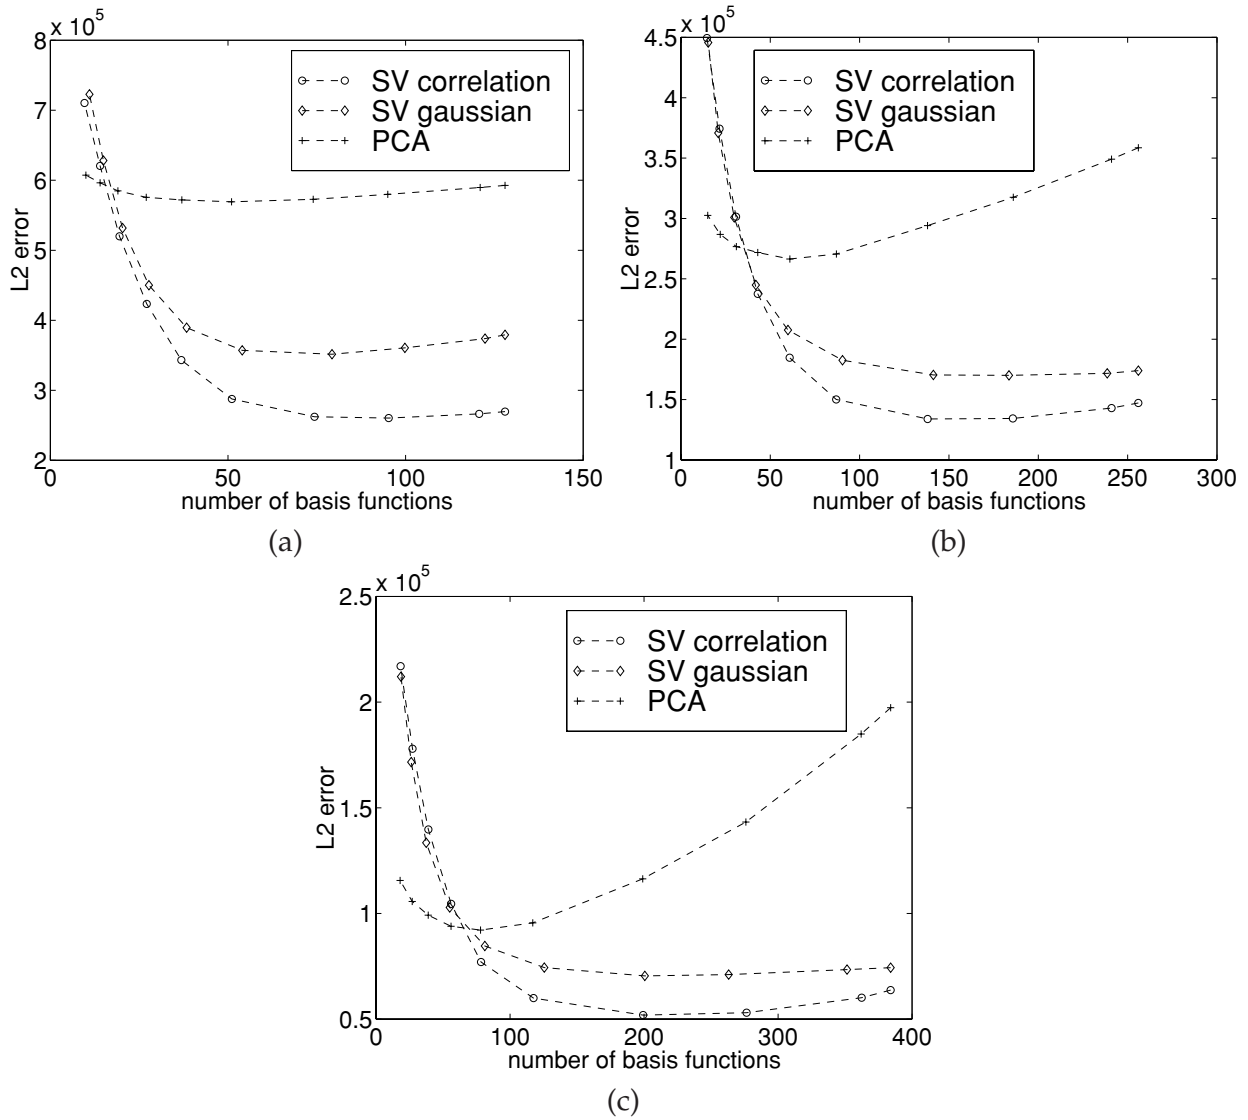 x 10^5
8
7
6
5
4
3
2
0
50
100
150
L2 error
number of basis functions
SV correlation
SV gaussian
PCA
(a)
x 10^5
4.5
4
3.5
3
2.5
2
1.5
1
0
50
100
150
200
250
300
L2 error
number of basis functions
SV correlation
SV gaussian
PCA
(b)
x 10^5
2.5
2
1.5
1
0.5
0
100
200
300
400
L2 error
number of basis functions
SV correlation
SV gaussian
PCA
(c)